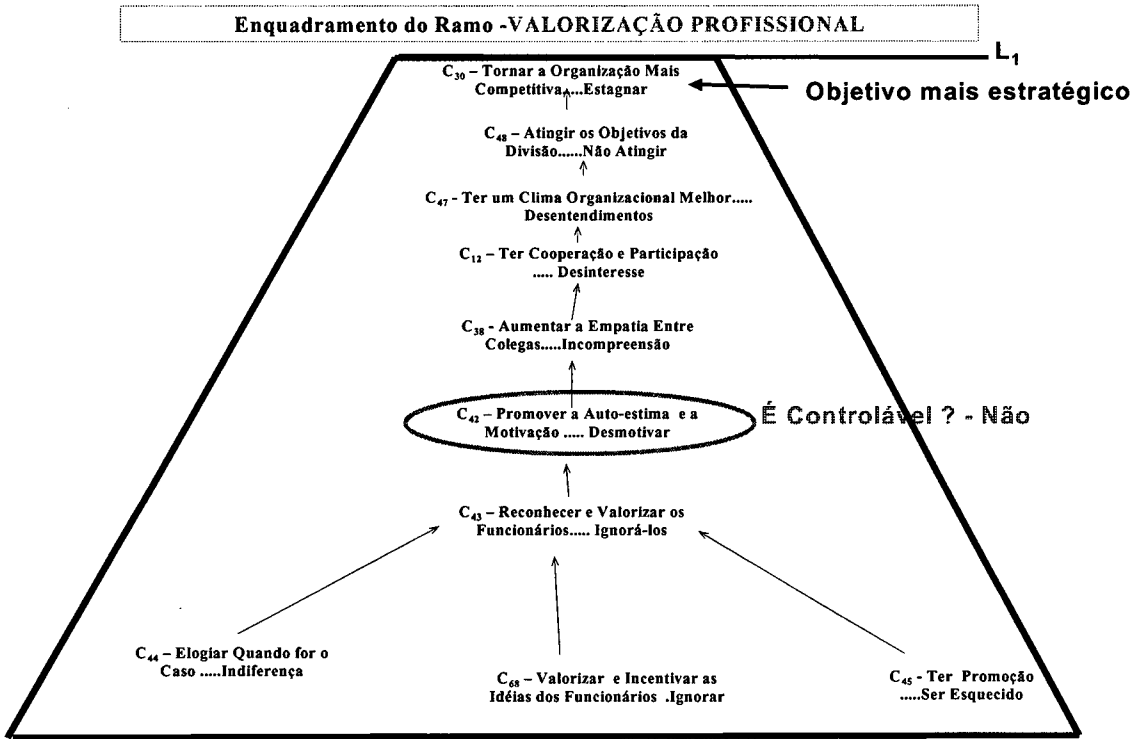 Enquadramento do Ramo -VALORIZAÇÃO PROFISSIONAL
L₁
C₃₀ – Tornar a Organização Mais
Competitiva....Estagnar
Objetivo mais estratégico
C₄₈ – Atingir os Objetivos da
Divisão......Não Atingir
C₄₇ - Ter um Clima Organizacional Melhor.....
Desentendimentos
C₁₂ – Ter Cooperação e Participação
..... Desinteresse
C₃₈ - Aumentar a Empatia Entre
Colegas.....Incompreensão
C₄₂ – Promover a Auto-estima e a
Motivação ..... Desmotivar
É Controlável ? - Não
C₄₃ – Reconhecer e Valorizar os
Funcionários..... Ignorá-los
C₄₄ – Elogiar Quando for o
Caso .....Indiferença
C₆₈ – Valorizar e Incentivar as
Idéias dos Funcionários .Ignorar
C₄₅ - Ter Promoção
.....Ser Esquecido